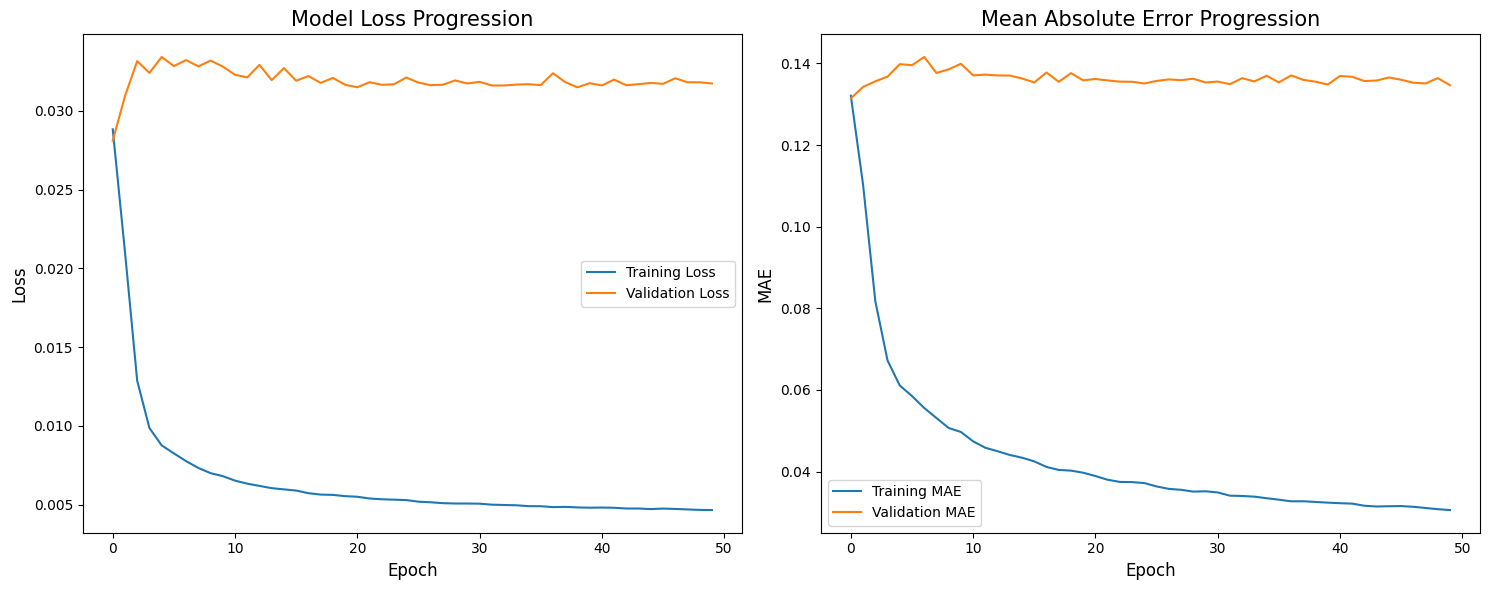 Model Loss Progression
0.030
0.025
0.020
0.015
0.010
0.005
Loss
Training Loss
Validation Loss
0 10 20 30 40 50
Epoch
Mean Absolute Error Progression
0.14
0.12
0.10
0.08
0.06
0.04
MAE
Training MAE
Validation MAE
0 10 20 30 40 50
Epoch